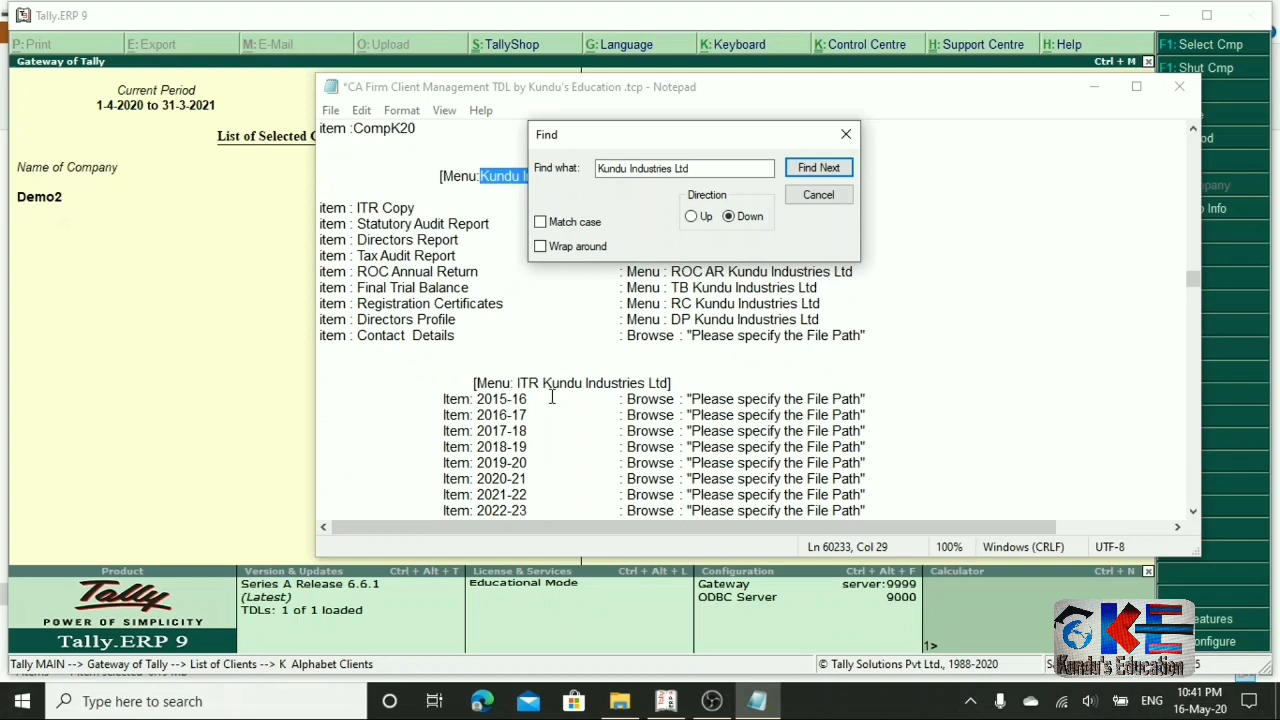 Tally.ERP 9
P: Print
E: Export
M: E-Mail
O: Upload
S: TallyShop
G: Language
K: Keyboard
K: Control Centre
H: Support Centre
H: Help
F1: Select Cmp
F1: Shut Cmp
Gateway of Tally
Ctrl + M
Current Period
1-4-2020 to 31-3-2021
List of Selected C
Name of Company
Demo2
*CA Firm Client Management TDL by Kundu's Education .tcp - Notepad
File Edit Format View Help
item :CompK20
[Menu:Kundu In
item : ITR Copy
item : Statutory Audit Report
item : Directors Report
item : Tax Audit Report
item : ROC Annual Return : Menu : ROC AR Kundu Industries Ltd
item : Final Trial Balance : Menu : TB Kundu Industries Ltd
item : Registration Certificates : Menu : RC Kundu Industries Ltd
item : Directors Profile : Menu : DP Kundu Industries Ltd
item : Contact Details : Browse : "Please specify the File Path"
[Menu: ITR Kundu Industries Ltd]
Item: 2015-16 : Browse : "Please specify the File Path"
Item: 2016-17 : Browse : "Please specify the File Path"
Item: 2017-18 : Browse : "Please specify the File Path"
Item: 2018-19 : Browse : "Please specify the File Path"
Item: 2019-20 : Browse : "Please specify the File Path"
Item: 2020-21 : Browse : "Please specify the File Path"
Item: 2021-22 : Browse : "Please specify the File Path"
Item: 2022-23 : Browse : "Please specify the File Path"
Find
Find what: Kundu Industries Ltd
Find Next
Cancel
Direction
Up Down
Match case
Wrap around
Ln 60233, Col 29 100% Windows (CRLF) UTF-8
Product
Tally
POWER OF SIMPLICITY
Tally.ERP 9
Version & Updates Ctrl + Alt + T
Series A Release 6.6.1
(Latest)
TDLs: 1 of 1 loaded
License & Services Ctrl + Alt + L
Educational Mode
Configuration Ctrl + Alt + F
Gateway server:9999
ODBC Server 9000
Calculator Ctrl + N
1>
eatures
onfigure
KE
Kundu's Education
Tally MAIN --> Gateway of Tally --> List of Clients --> K Alphabet Clients
© Tally Solutions Pvt Ltd., 1988-2020
Type here to search
ENG
10:41 PM
16-May-20